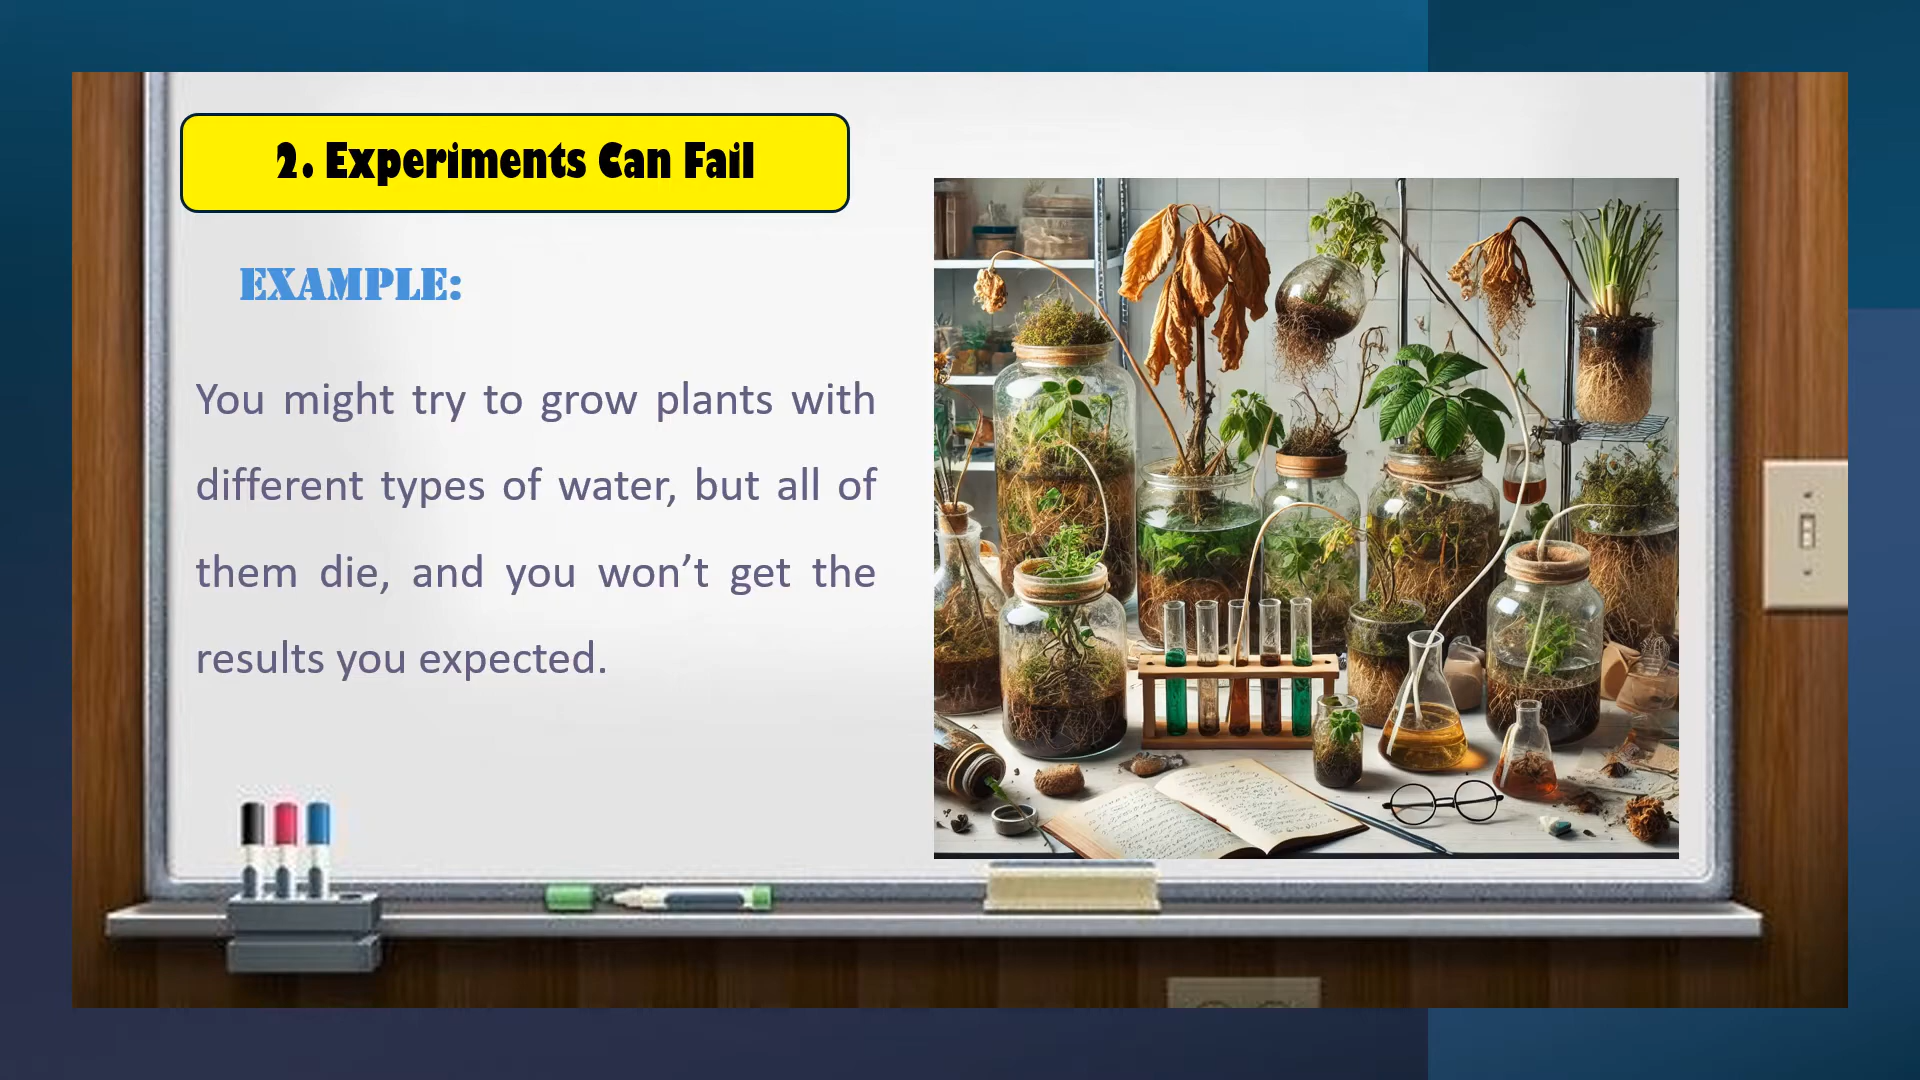 2. Experiments Can Fail
EXAMPLE:
You might try to grow plants with
different types of water, but all of
them die, and you won’t get the
results you expected.